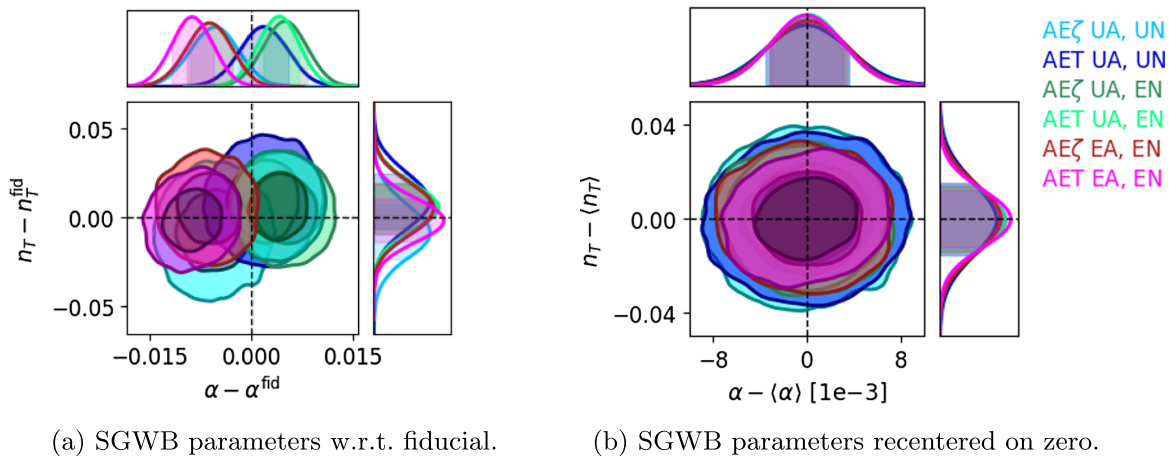 0.05
0.00
−0.05
n_T − n_T^fid
−0.015
0.000
0.015
α − α^fid
(a) SGWB parameters w.r.t. fiducial.
0.04
0.00
−0.04
n_T − ⟨n_T⟩
−8
0
8
α − ⟨α⟩ [1e−3]
(b) SGWB parameters recentered on zero.
AEζ UA, UN
AET UA, UN
AEζ UA, EN
AET UA, EN
AEζ EA, EN
AET EA, EN